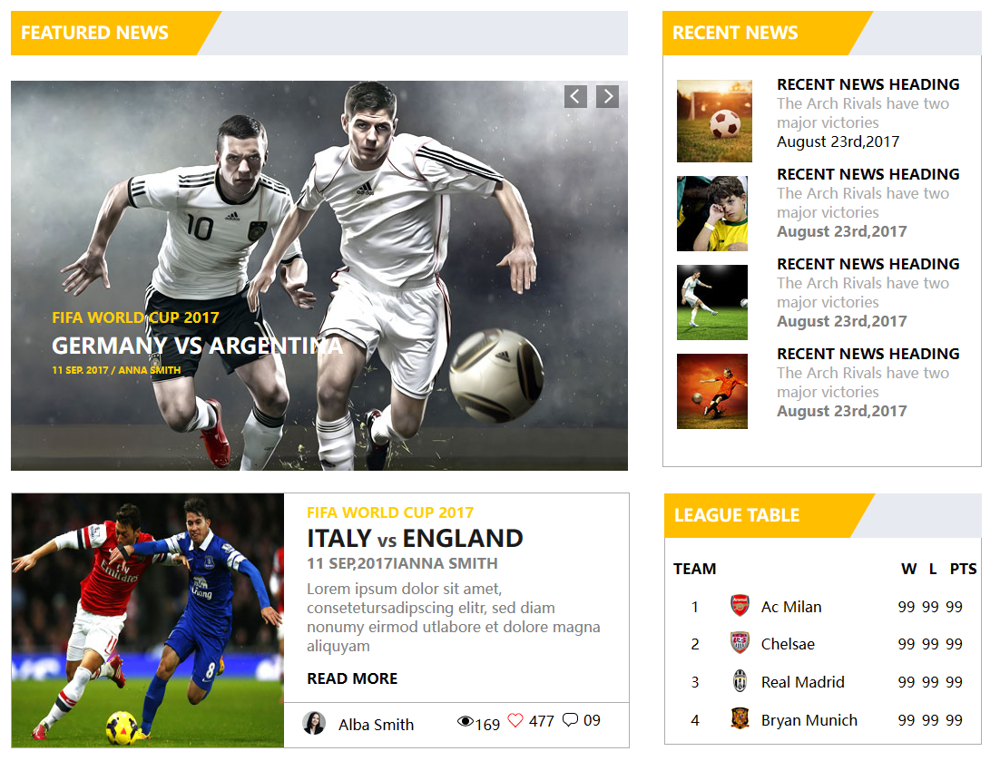 FEATURED NEWS
adidas
10
FIFA WORLD CUP 2017
GERMANY VS ARGENTINA
11 SEP. 2017 / ANNA SMITH
Fly
Emirates
Chang
8
FIFA WORLD CUP 2017
ITALY vs ENGLAND
11 SEP,2017IANNA SMITH
Lorem ipsum dolor sit amet,
consetetursadipscing elitr, sed diam
nonumy eirmod utlabore et dolore magna
aliquyam
READ MORE
Alba Smith 169 477 09
RECENT NEWS
RECENT NEWS HEADING
The Arch Rivals have two
major victories
August 23rd,2017
RECENT NEWS HEADING
The Arch Rivals have two
major victories
August 23rd,2017
RECENT NEWS HEADING
The Arch Rivals have two
major victories
August 23rd,2017
RECENT NEWS HEADING
The Arch Rivals have two
major victories
August 23rd,2017
LEAGUE TABLE
TEAM W L PTS
1 Ac Milan 99 99 99
2 Chelsae 99 99 99
3 Real Madrid 99 99 99
4 Bryan Munich 99 99 99